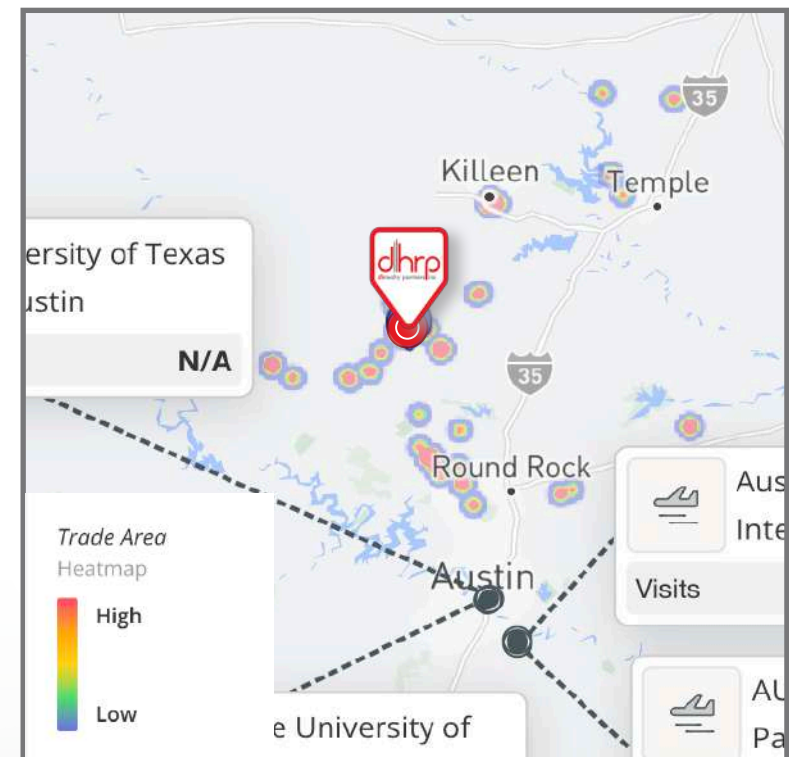 35
Killeen
Temple
ersity of Texas
ustin
dhrp
N/A
35
Round Rock
Aus
Inte
Trade Area
Heatmap
Austin
Visits
High
Low
AU
Pa
e University of